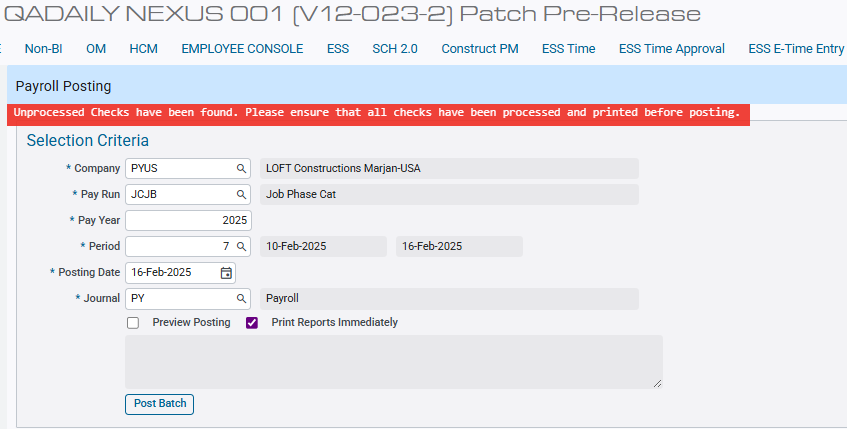 QADAILY NEXUS 001 (V12-023-2) Patch Pre-Release
Non-BI OM HCM EMPLOYEE CONSOLE ESS SCH 2.0 Construct PM ESS Time ESS Time Approval ESS E-Time Entry
Payroll Posting
Unprocessed Checks have been found. Please ensure that all checks have been processed and printed before posting.
Selection Criteria
* Company PYUS LOFT Constructions Marjan-USA
* Pay Run JCJB Job Phase Cat
* Pay Year 2025
* Period 7 10-Feb-2025 16-Feb-2025
* Posting Date 16-Feb-2025
* Journal PY Payroll
Preview Posting Print Reports Immediately
Post Batch